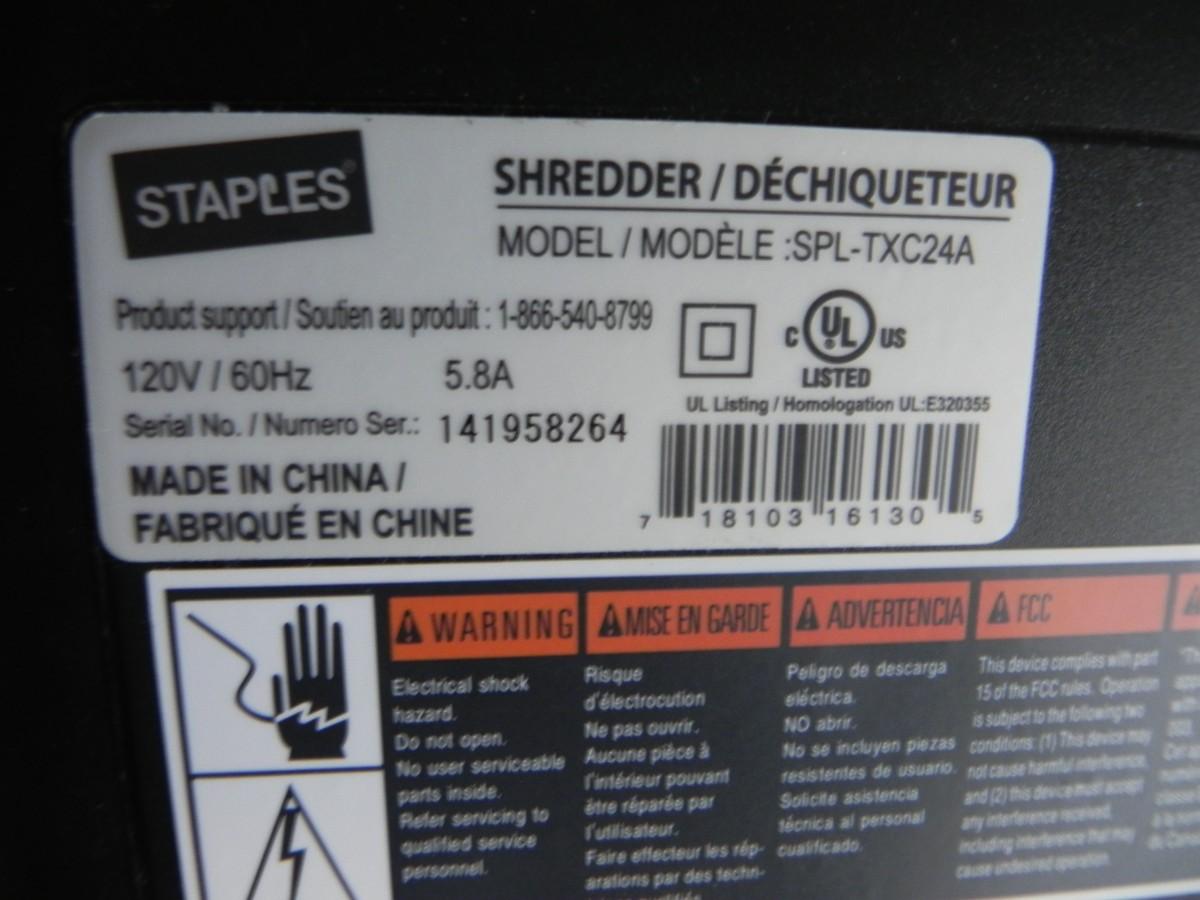 STAPLES®
SHREDDER / DÉCHIQUETEUR
MODEL / MODÈLE :SPL-TXC24A
Product support / Soutien au produit : 1-866-540-8799
120V / 60Hz 5.8A
Serial No. / Numero Ser.: 141958264
MADE IN CHINA /
FABRIQUÉ EN CHINE
C UL ® US
LISTED
UL Listing / Homologation UL:E320355
7 18103 16130 5
WARNING
Electrical shock
hazard.
Do not open.
No user serviceable
parts inside.
Refer servicing to
qualified service
personnel.
MISE EN GARDE
Risque
d'électrocution
Ne pas ouvrir.
Aucune pièce à
l'intérieur pouvant
être réparée par
l'utilisateur.
Faire effecteur les rép-
arations par des techn-
ADVERTENCIA
Peligro de descarga
eléctrica.
NO abrir.
No se incluyen piezas
resistentes de usuario.
Solicite asistencia
técnica al personal
cualificado.
FCC
This device complies with part
15 of the FCC rules. Operation
is subject to the following two
conditions: (1) This device may
not cause harmful interference,
and (2) this device must accept
any interference received,
including interference that may
cause undesired operation.